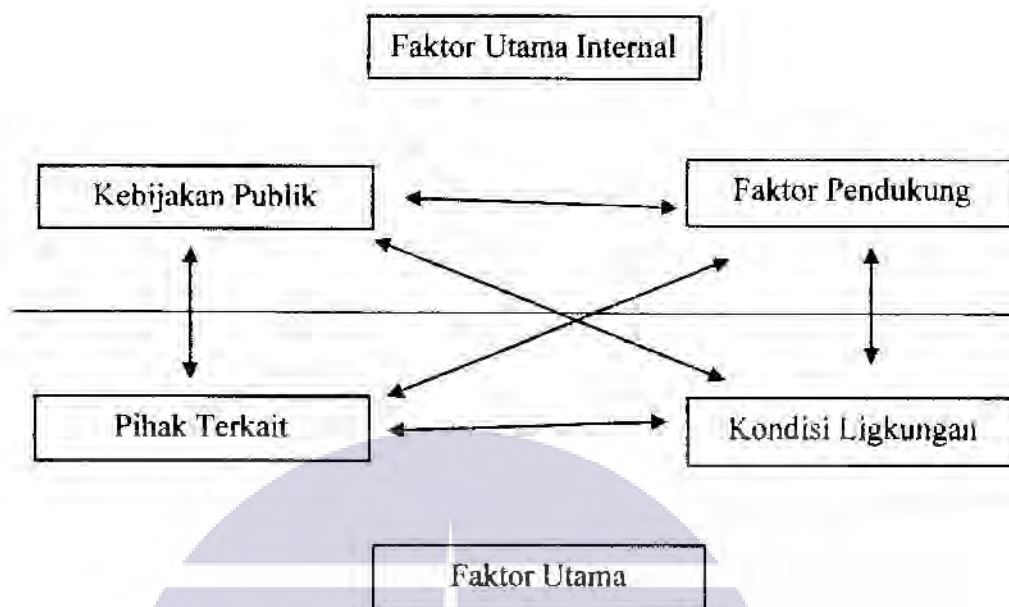 Faktor Utama Internal
Kebijakan Publik
Faktor Pendukung
Pihak Terkait
Kondisi Ligkungan
Faktor Utama